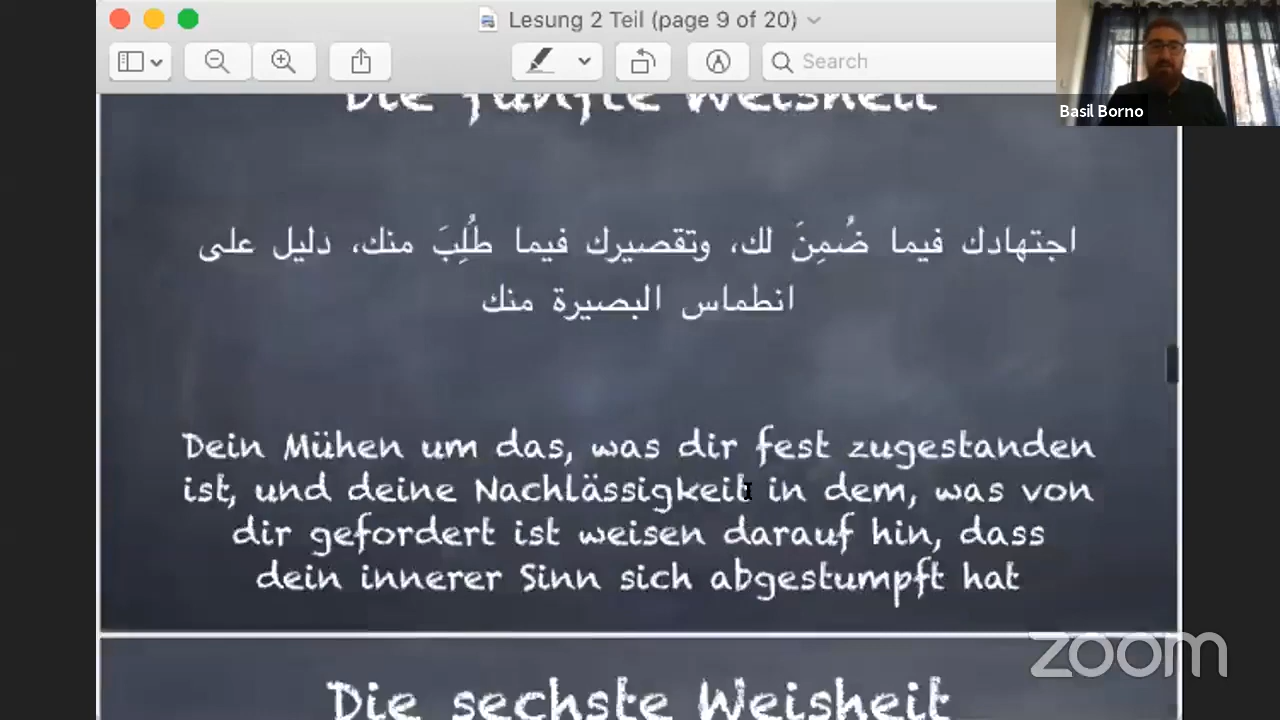 Lesung 2 Teil (page 9 of 20)
Search
Basil Borno
Die fünfte Weisheit
اجتهادك فيما ضُمِنَ لك، وتقصيرك فيما طُلِبَ منك، دليل على
انطماس البصيرة منك
Dein Mühen um das, was dir fest zugestanden
ist, und deine Nachlässigkeit in dem, was von
dir gefordert ist weisen darauf hin, dass
dein innerer Sinn sich abgestumpft hat
zoom
Die sechste Weisheit